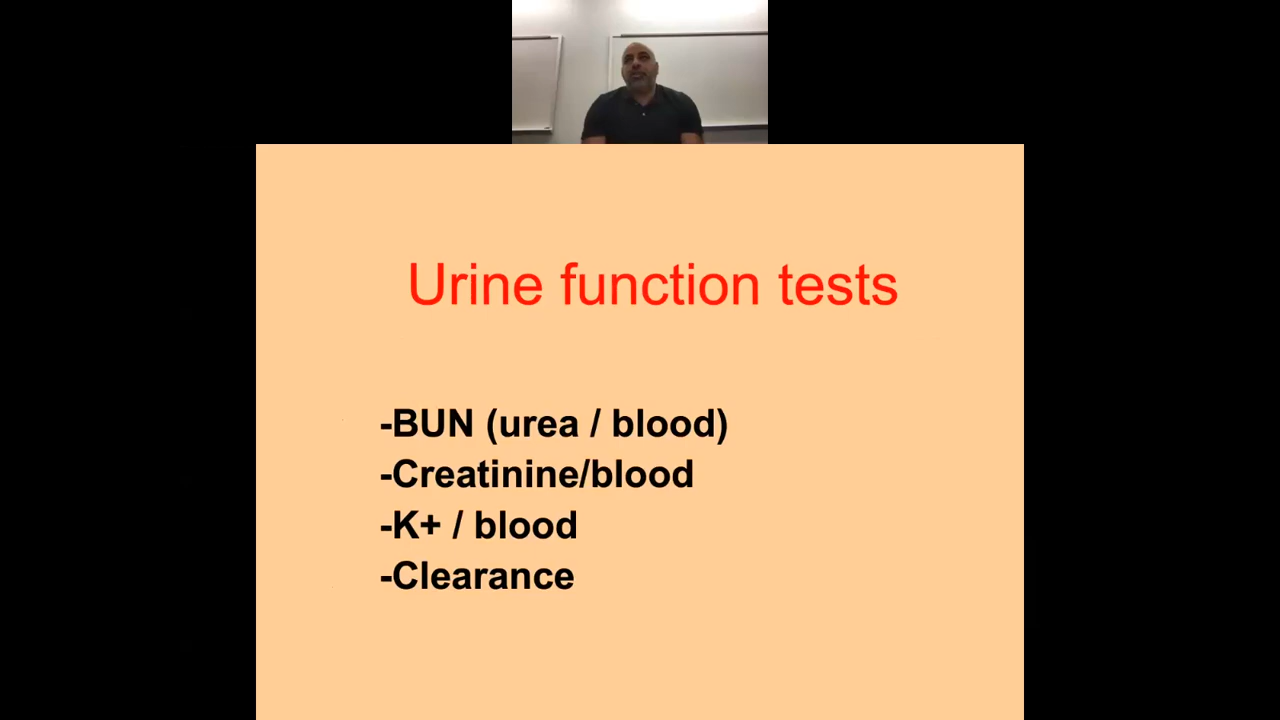 Urine function tests
-BUN (urea / blood)
-Creatinine/blood
-K+ / blood
-Clearance